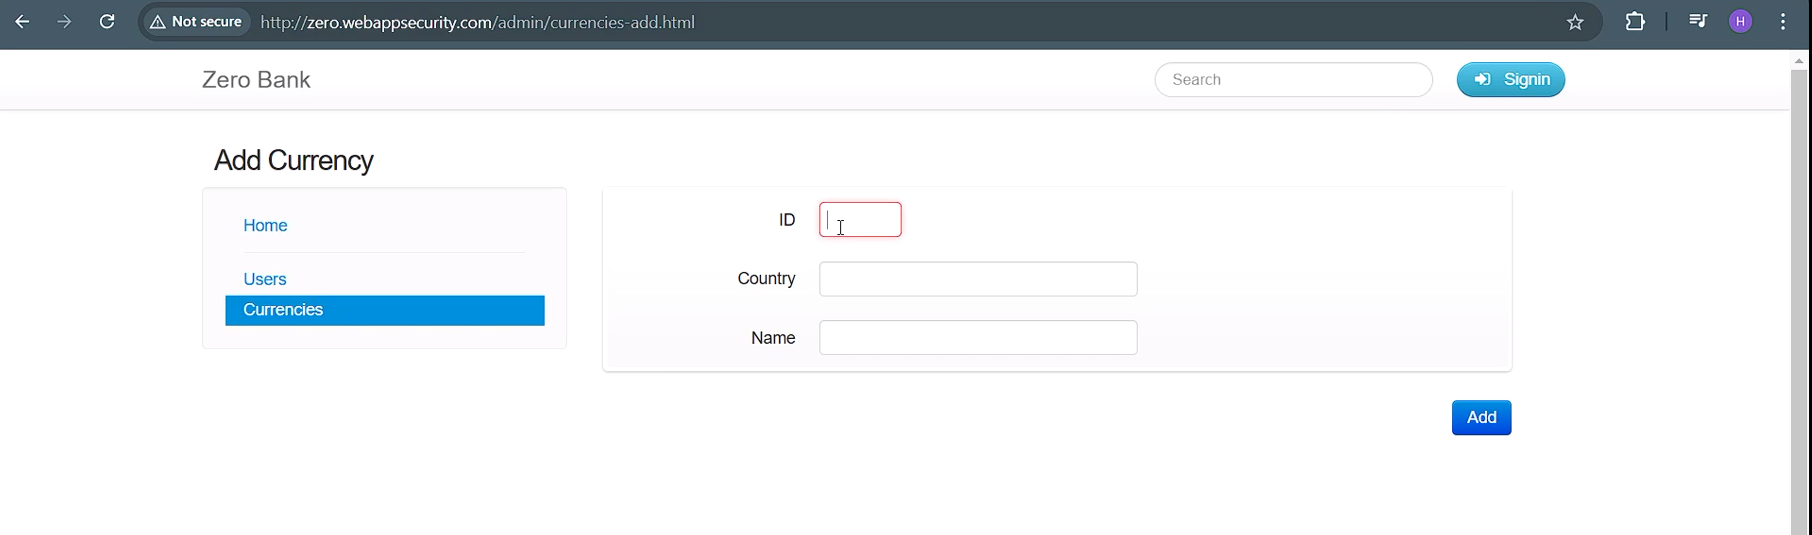 Not secure http://zero.webappsecurity.com/admin/currencies-add.html H
Zero Bank Search Signin
Add Currency
Home
Users
Currencies
ID
Country
Name
Add